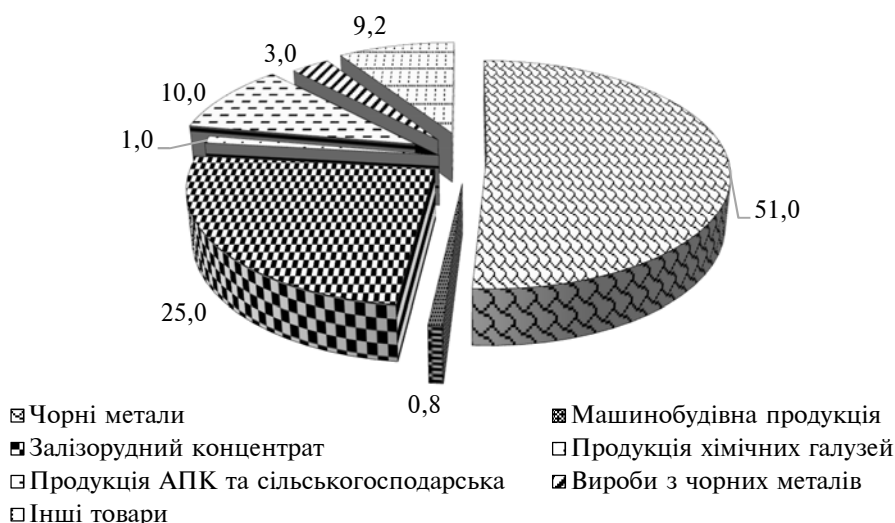 9,2
3,0
10,0
1,0
51,0
25,0
0,8
Чорні метали
Машинобудівна продукція
Залізорудний концентрат
Продукція хімічних галузей
Продукція АПК та сільськогосподарська
Вироби з чорних металів
Інші товари